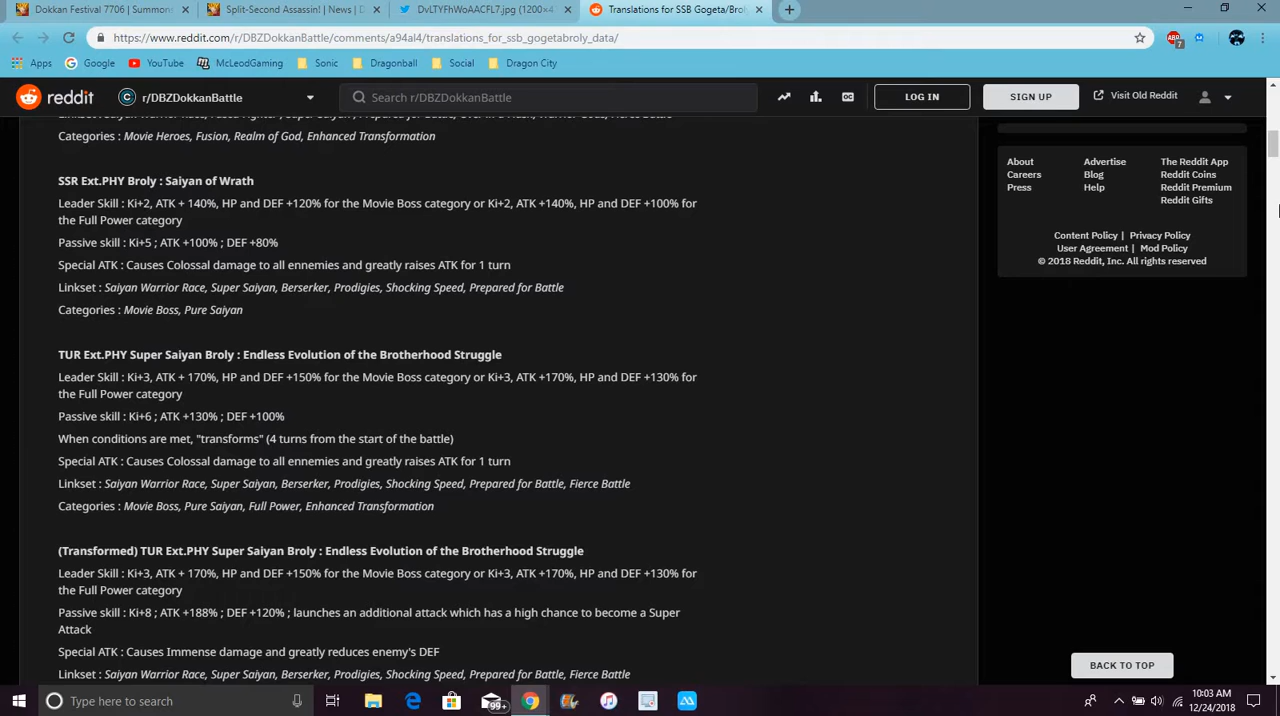 Dokkan Festival 7706 | Summons
Split-Second Assassin! | News | D
DvLTYFhWoAACFL7.jpg (1200×4
Translations for SSB Gogeta/Broly
https://www.reddit.com/r/DBZDokkanBattle/comments/a94al4/translations_for_ssb_gogetabroly_data/
7
Apps
Google
YouTube
McLeodGaming
Sonic
Dragonball
Social
Dragon City
reddit
r/DBZDokkanBattle
Search r/DBZDokkanBattle
LOG IN
SIGN UP
Visit Old Reddit
Categories : Movie Heroes, Fusion, Realm of God, Enhanced Transformation
SSR Ext.PHY Broly : Saiyan of Wrath
Leader Skill : Ki+2, ATK + 140%, HP and DEF +120% for the Movie Boss category or Ki+2, ATK +140%, HP and DEF +100% for
the Full Power category
Passive skill : Ki+5 ; ATK +100% ; DEF +80%
Special ATK : Causes Colossal damage to all ennemies and greatly raises ATK for 1 turn
Linkset : Saiyan Warrior Race, Super Saiyan, Berserker, Prodigies, Shocking Speed, Prepared for Battle
Categories : Movie Boss, Pure Saiyan
TUR Ext.PHY Super Saiyan Broly : Endless Evolution of the Brotherhood Struggle
Leader Skill : Ki+3, ATK + 170%, HP and DEF +150% for the Movie Boss category or Ki+3, ATK +170%, HP and DEF +130% for
the Full Power category
Passive skill : Ki+6 ; ATK +130% ; DEF +100%
When conditions are met, "transforms" (4 turns from the start of the battle)
Special ATK : Causes Colossal damage to all ennemies and greatly raises ATK for 1 turn
Linkset : Saiyan Warrior Race, Super Saiyan, Berserker, Prodigies, Shocking Speed, Prepared for Battle, Fierce Battle
Categories : Movie Boss, Pure Saiyan, Full Power, Enhanced Transformation
(Transformed) TUR Ext.PHY Super Saiyan Broly : Endless Evolution of the Brotherhood Struggle
Leader Skill : Ki+3, ATK + 170%, HP and DEF +150% for the Movie Boss category or Ki+3, ATK +170%, HP and DEF +130% for
the Full Power category
Passive skill : Ki+8 ; ATK +188% ; DEF +120% ; launches an additional attack which has a high chance to become a Super
Attack
Special ATK : Causes Immense damage and greatly reduces enemy's DEF
Linkset : Saiyan Warrior Race, Super Saiyan, Berserker, Prodigies, Shocking Speed, Prepared for Battle, Fierce Battle
About
Advertise
The Reddit App
Careers
Blog
Reddit Coins
Press
Help
Reddit Premium
Reddit Gifts
Content Policy | Privacy Policy
User Agreement | Mod Policy
© 2018 Reddit, Inc. All rights reserved
BACK TO TOP
Type here to search
99+
10:03 AM
12/24/2018